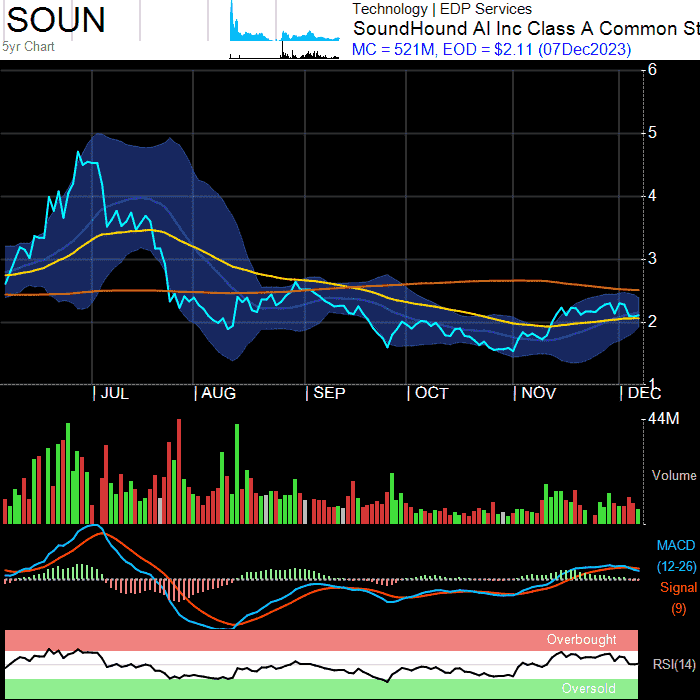 SOUN
5yr Chart
Technology | EDP Services
SoundHound AI Inc Class A Common St
MC = 521M, EOD = $2.11 (07Dec2023)
6
5
4
3
2
1
JUL AUG SEP OCT NOV DEC
44M
Volume
MACD
(12-26)
Signal
(9)
Overbought
RSI(14)
Oversold